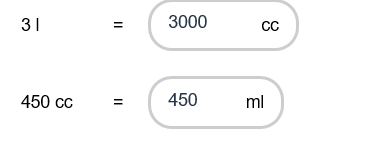 3 l = 3000 cc
450 cc = 450 ml